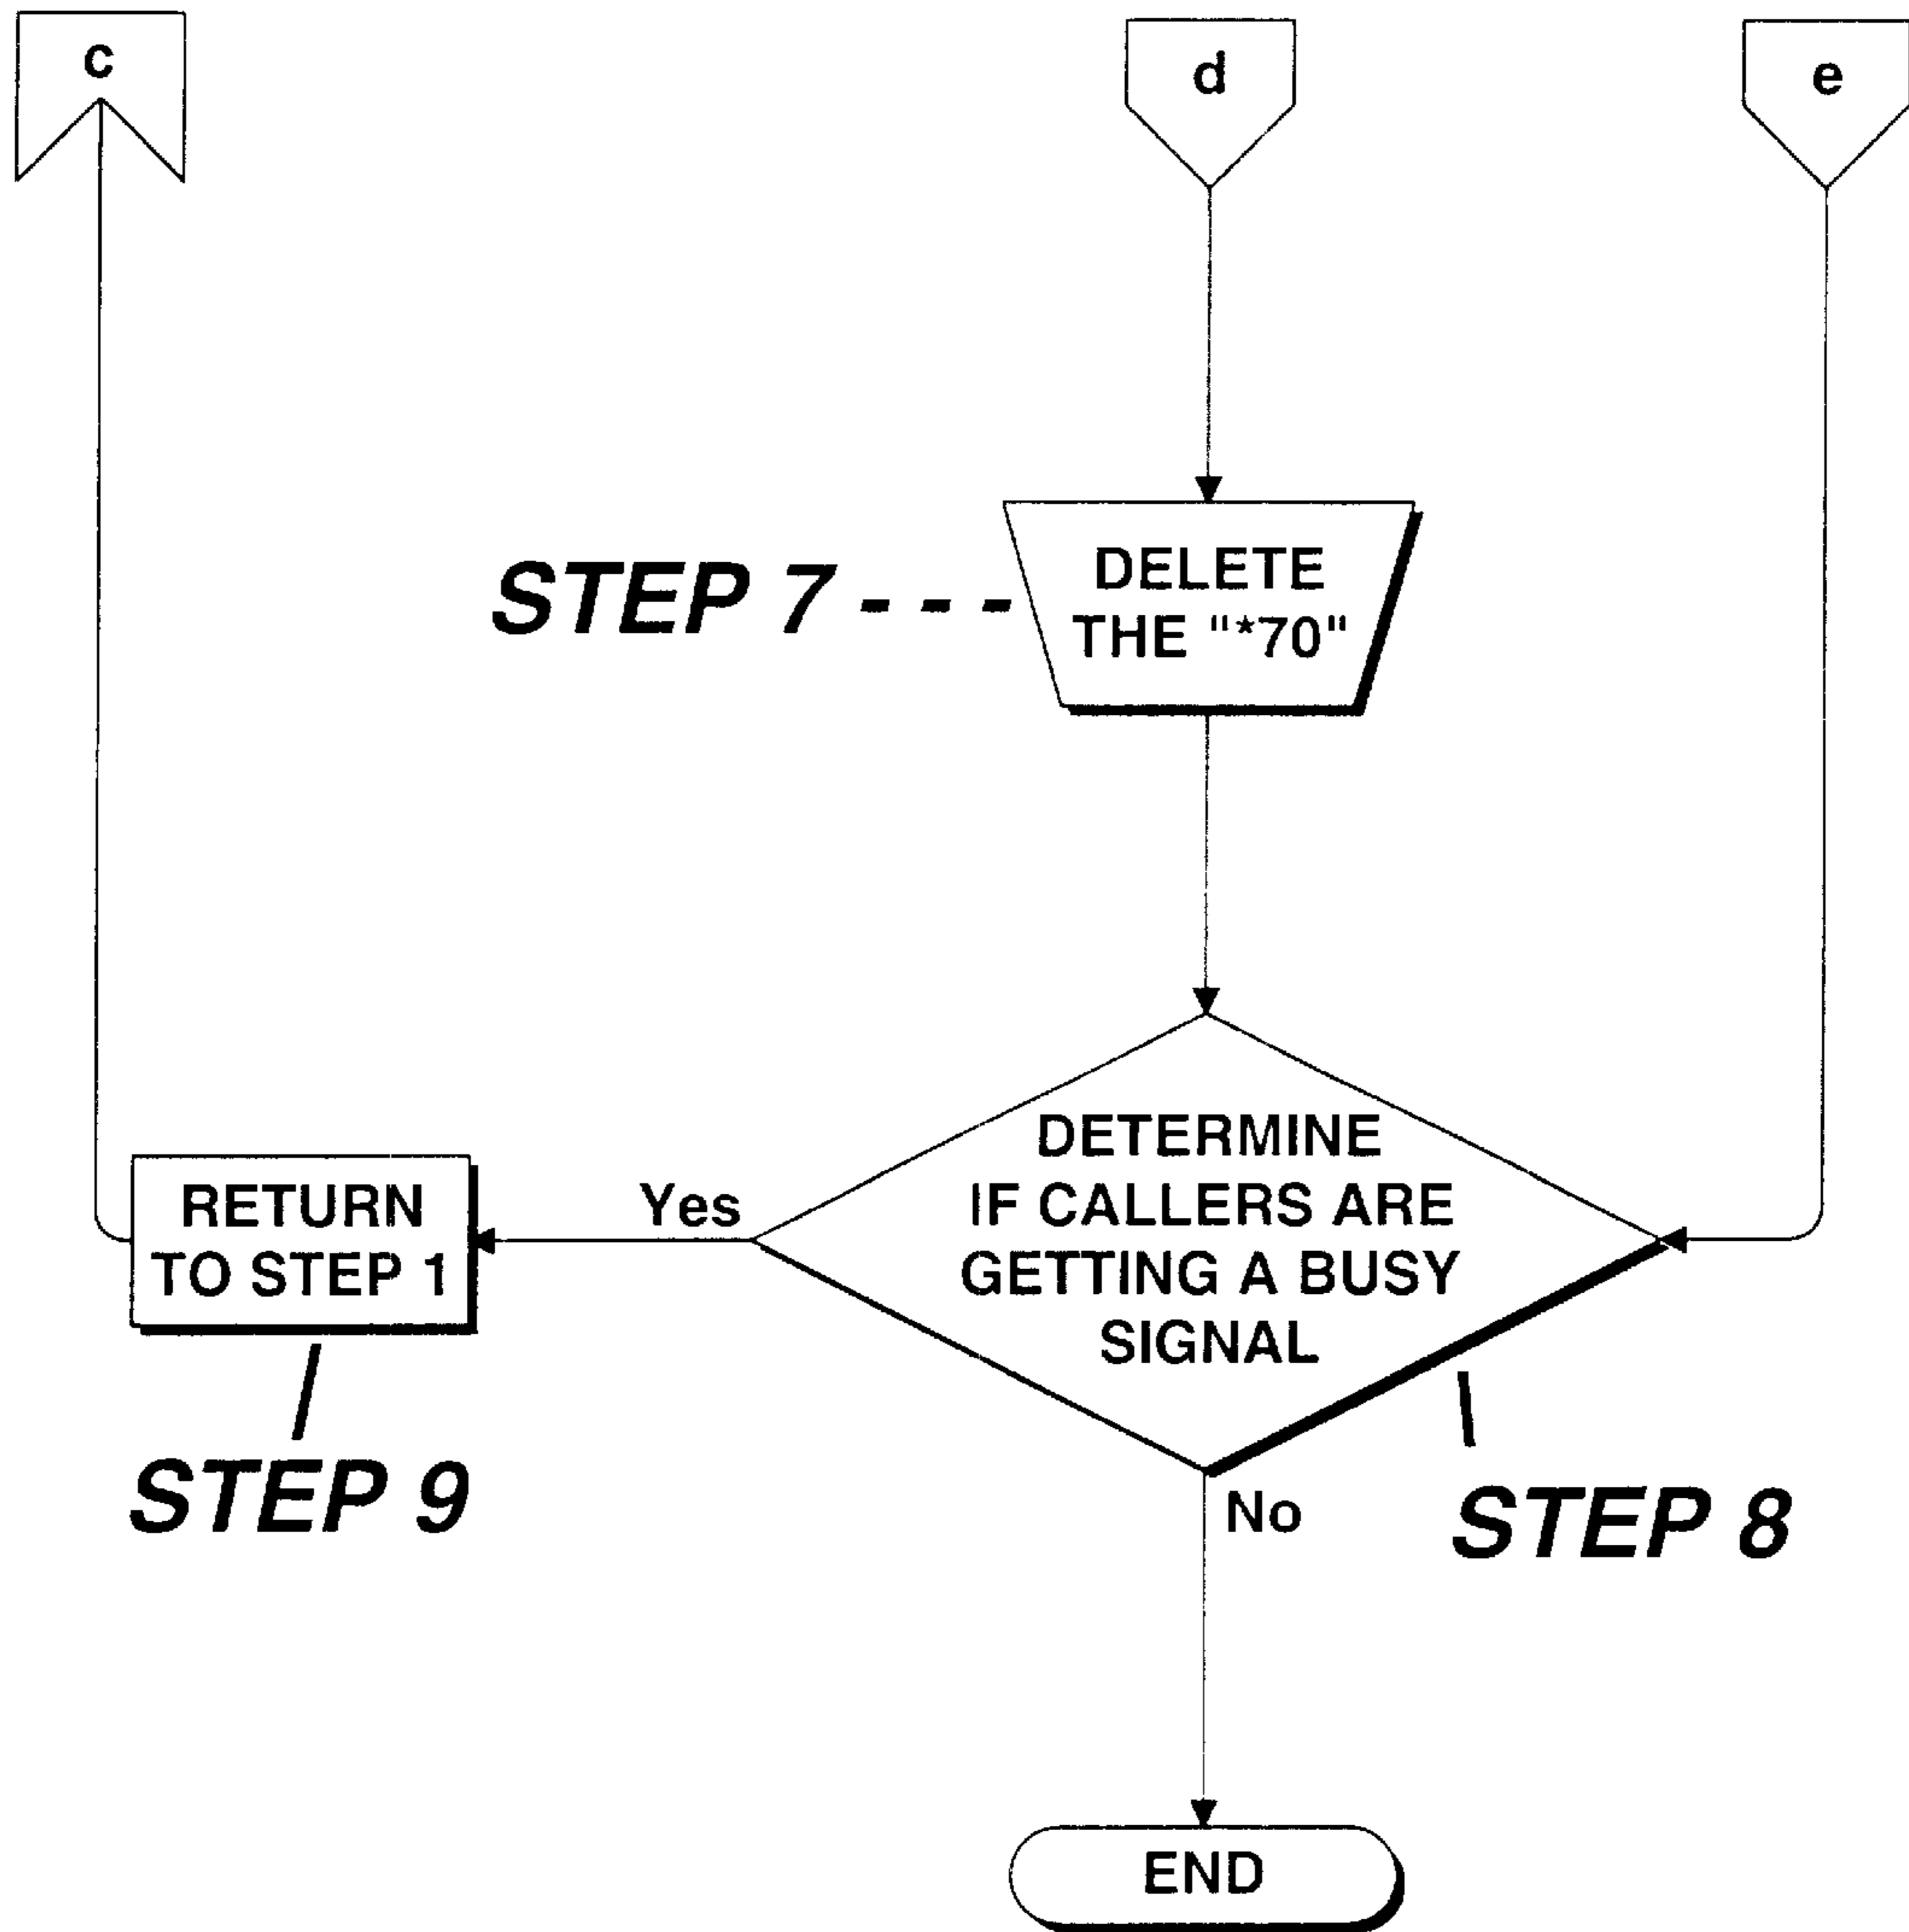 c
d
e
STEP 7
DELETE
THE "*70"
DETERMINE
IF CALLERS ARE
GETTING A BUSY
SIGNAL
Yes
RETURN
TO STEP 1
STEP 9
No
STEP 8
END